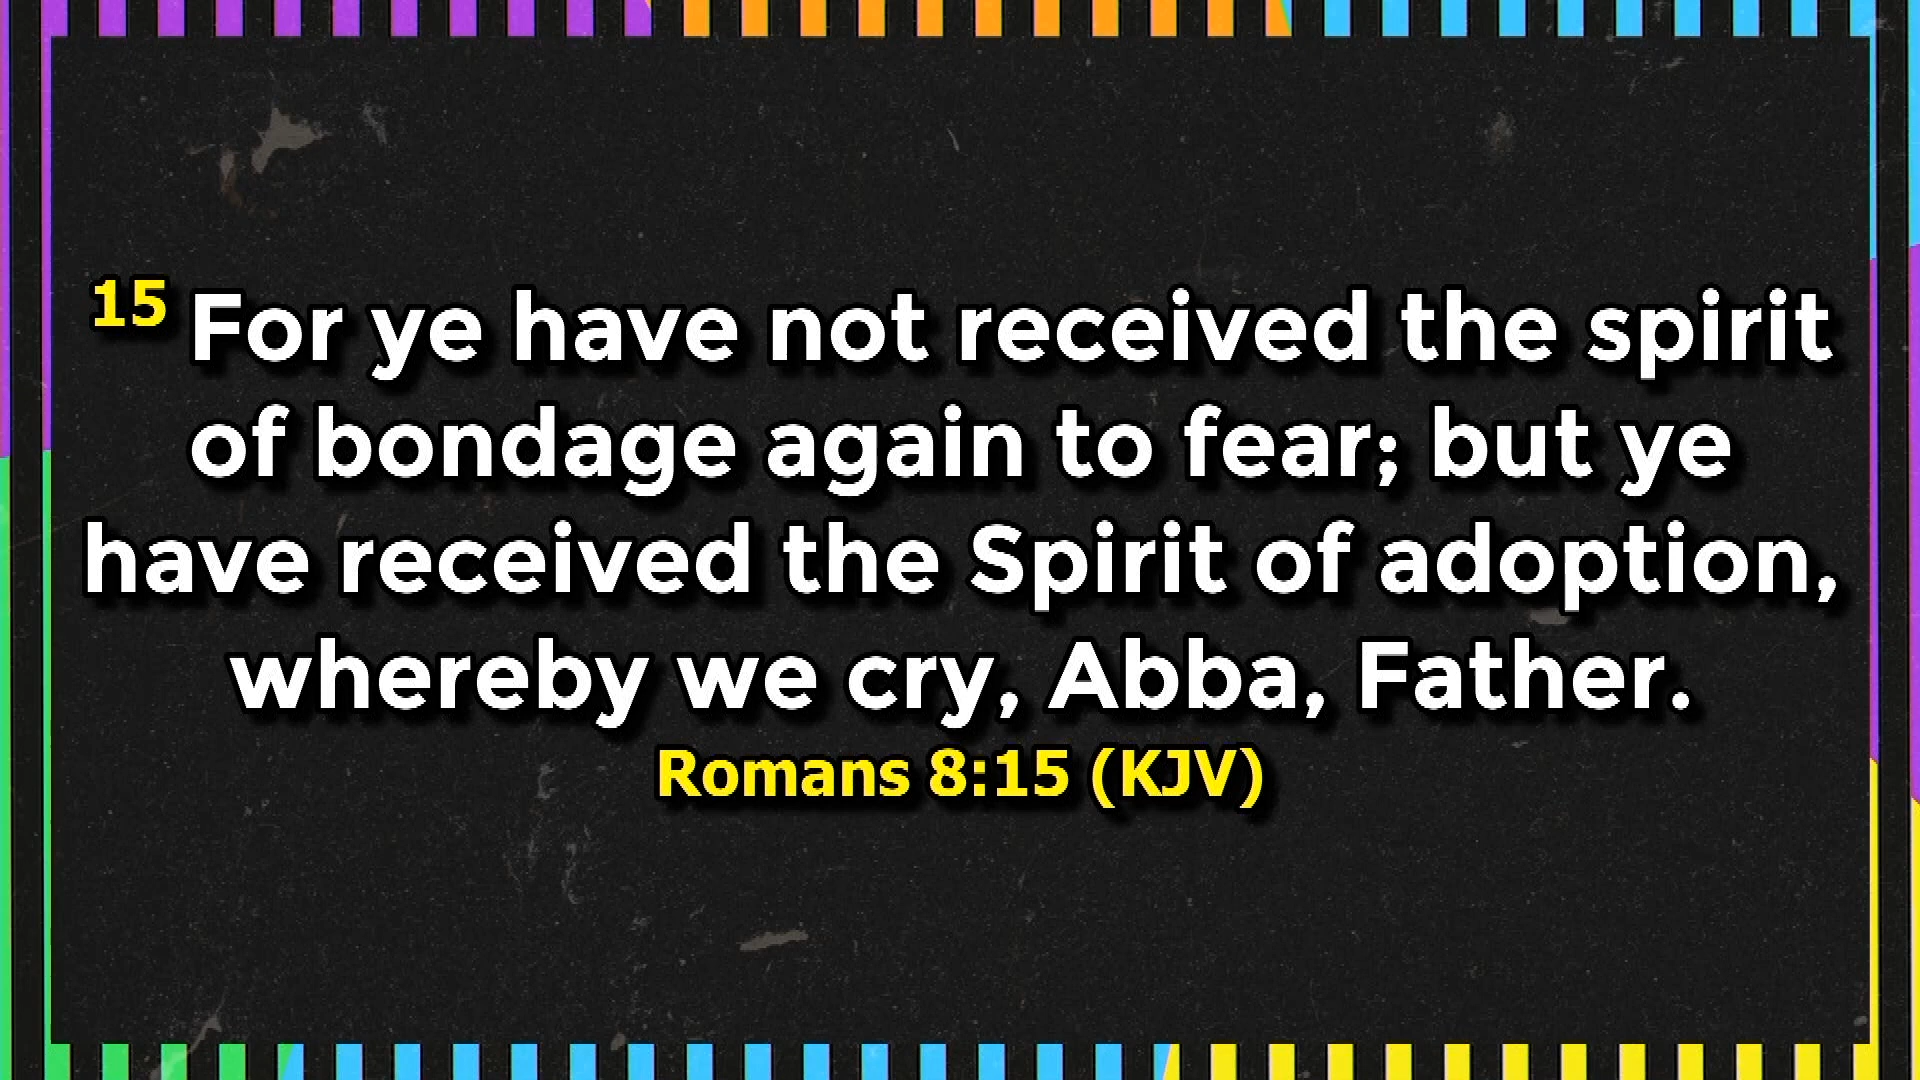 15 For ye have not received the spirit
of bondage again to fear; but ye
have received the Spirit of adoption,
whereby we cry, Abba, Father.
Romans 8:15 (KJV)